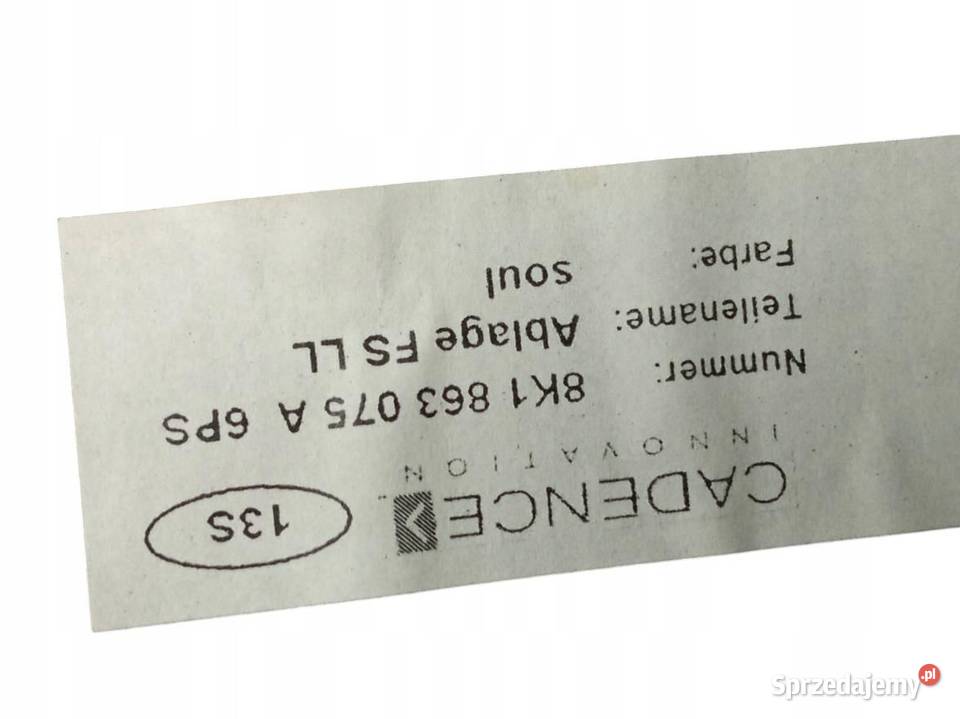 CADENCE
INNOVATION
13S
Nummer: 8K1 863 075 A 6PS
Teilename: Ablage FS LL
Farbe: soul
Sprzedajemy.pl